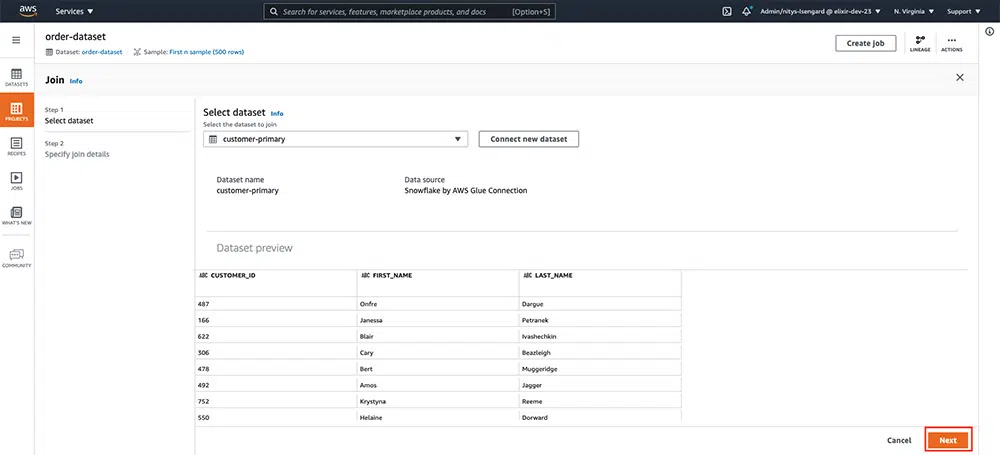 aws Services Search for services, features, marketplace products, and docs [Option+S] Admin/nitys-Isengard @ elixir-dev-23 N. Virginia Support
order-dataset
Dataset: order-dataset Sample: First n sample (500 rows)
Create job LINEAGE ACTIONS
DATASETS
PROJECTS
RECIPES
JOBS
WHAT'S NEW
COMMUNITY
Join Info
Step 1
Select dataset
Step 2
Specify join details
Select dataset Info
Select the dataset to join
customer-primary Connect new dataset
Dataset name Data source
customer-primary Snowflake by AWS Glue Connection
Dataset preview
ABC CUSTOMER_ID ABC FIRST_NAME ABC LAST_NAME
487 Onfre Dargue
166 Janessa Petranek
622 Blair Ivashechkin
306 Cary Beazleigh
478 Bert Muggeridge
492 Amos Jagger
752 Krystyna Reeme
550 Helaine Dorward
Cancel Next